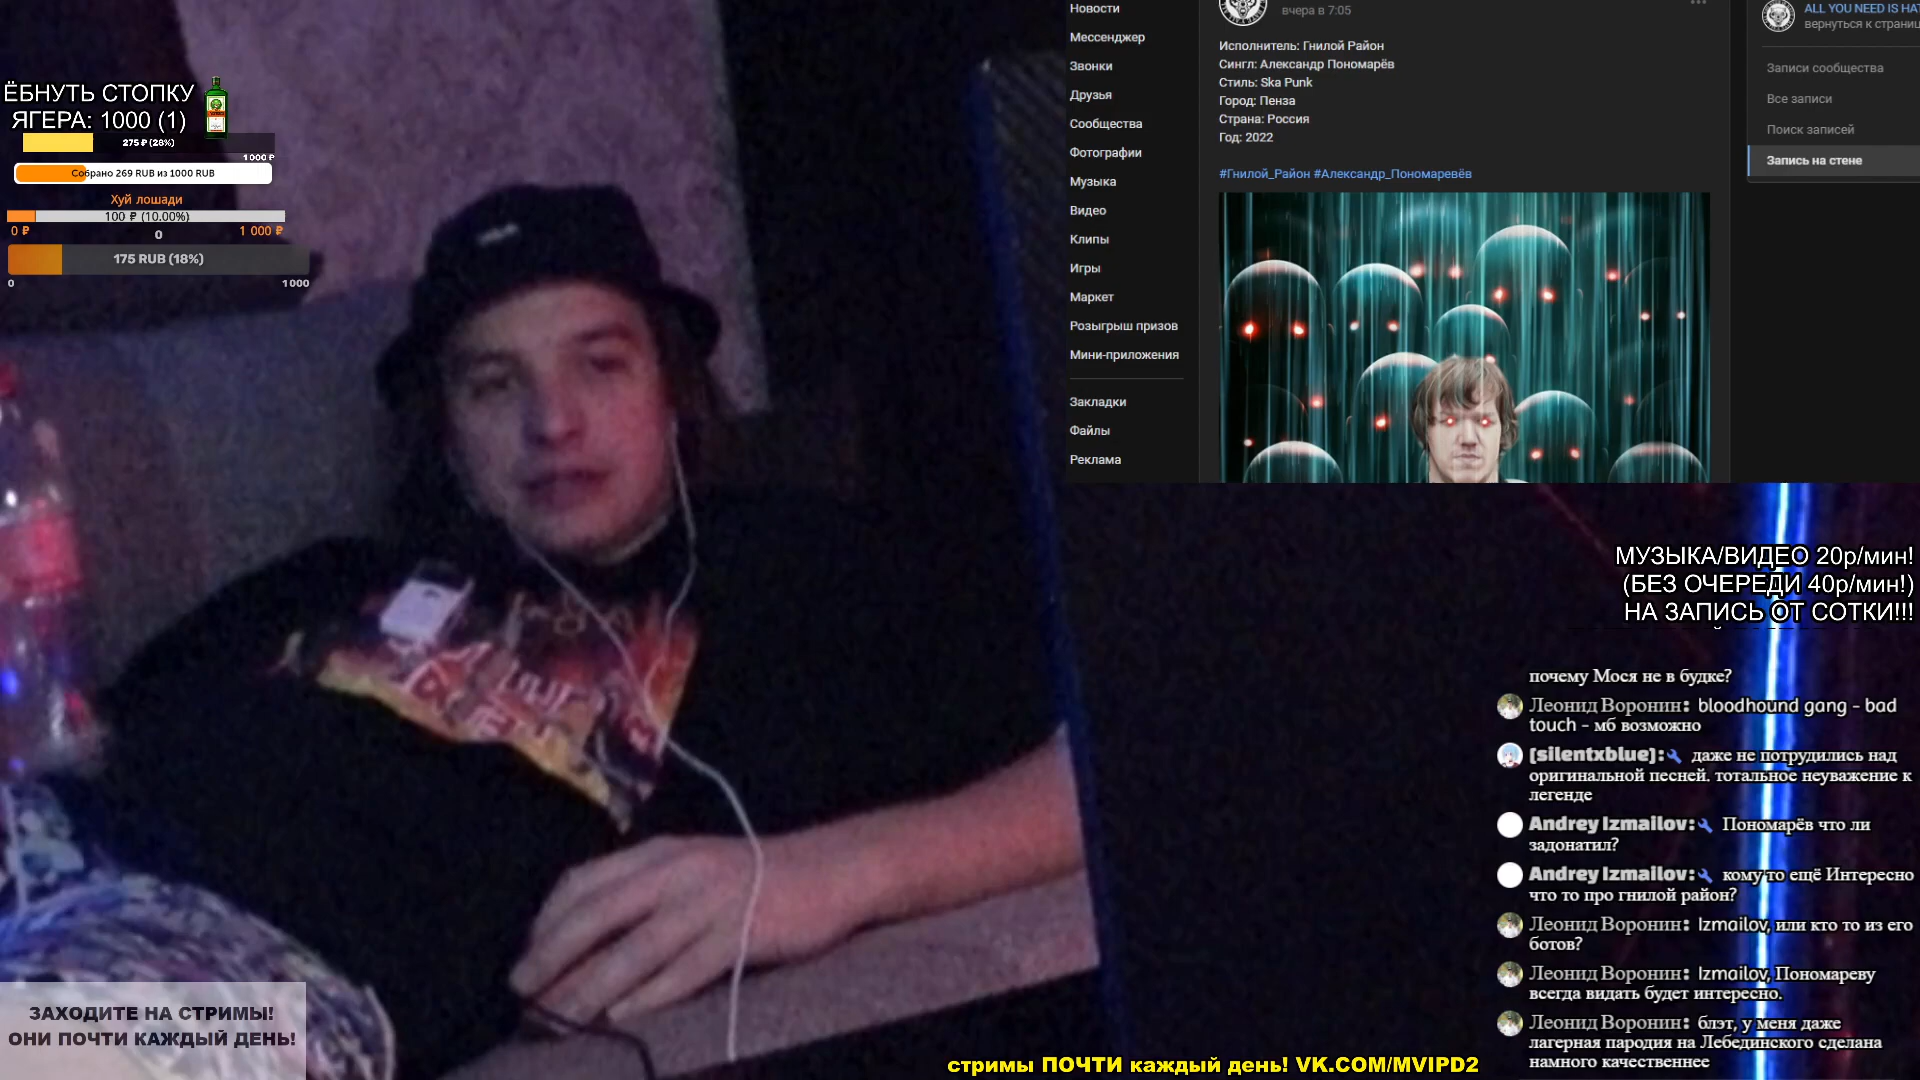 ЁБНУТЬ СТОПКУ
ЯГЕРА: 1000 (1)
275 ₽ (28%)
1000 ₽
Собрано 269 RUB из 1000 RUB
Хуй лошади
100 ₽ (10.00%)
0 ₽
0
1 000 ₽
175 RUB (18%)
0
1000
Новости
Мессенджер
Звонки
Друзья
Сообщества
Фотографии
Музыка
Видео
Клипы
Игры
Маркет
Розыгрыш призов
Мини-приложения
Закладки
Файлы
Реклама
вчера в 7:05
Исполнитель: Гнилой Район
Сингл: Александр Пономарёв
Стиль: Ska Punk
Город: Пенза
Страна: Россия
Год: 2022
#Гнилой_Район #Александр_Пономаревёв
ALL YOU NEED IS
вернуться к
Записи сообщества
Все записи
Поиск записей
Запись на стене
МУЗЫКА/ВИДЕО 20р/мин!
(БЕЗ ОЧЕРЕДИ 40р/мин!)
НА ЗАПИСЬ ОТ СОТКИ!!!
почему Мося не в будке?
Леонид Воронин: bloodhound gang - bad
touch - мб возможно
[silentxblue]: даже не потрудились над
оригинальной песней. тотальное неуважение к
легенде
Andrey Izmailov: Пономарёв что ли
задонатил?
Andrey Izmailov: кому то ещё Интересно
что то про гнилой район?
Леонид Воронин: Izmailov, или кто то из его
ботов?
Леонид Воронин: Izmailov, Пономареву
всегда видать будет интересно.
Леонид Воронин: блэт, у меня даже
лагерная пародия на Лебединского сделана
намного качественнее
ЗАХОДИТЕ НА СТРИМЫ!
ОНИ ПОЧТИ КАЖДЫЙ ДЕНЬ!
стримы ПОЧТИ каждый день! VK.COM/MVIPD2